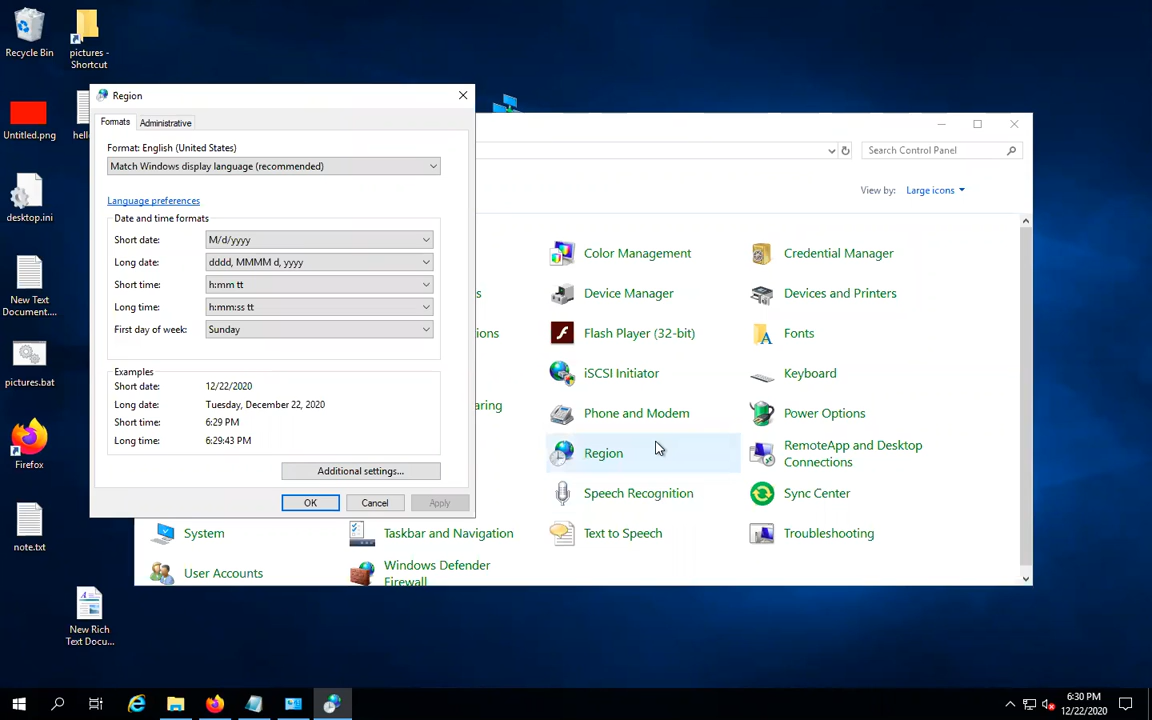 Recycle Bin
pictures -
Shortcut
Untitled.png
hell
desktop.ini
New Text
Document....
pictures.bat
Firefox
note.txt
New Rich
Text Docu...
Region
Formats
Administrative
Format: English (United States)
Match Windows display language (recommended)
Language preferences
Date and time formats
Short date:
M/d/yyyy
Long date:
dddd, MMMM d, yyyy
Short time:
h:mm tt
Long time:
h:mm:ss tt
First day of week:
Sunday
Examples
Short date:
12/22/2020
Long date:
Tuesday, December 22, 2020
Short time:
6:29 PM
Long time:
6:29:43 PM
Additional settings...
OK
Cancel
Apply
Search Control Panel
View by:
Large icons
Color Management
Credential Manager
Device Manager
Devices and Printers
Flash Player (32-bit)
Fonts
iSCSI Initiator
Keyboard
Phone and Modem
Power Options
Region
RemoteApp and Desktop
Connections
Speech Recognition
Sync Center
System
Taskbar and Navigation
Text to Speech
Troubleshooting
User Accounts
Windows Defender
Firewall
6:30 PM
12/22/2020